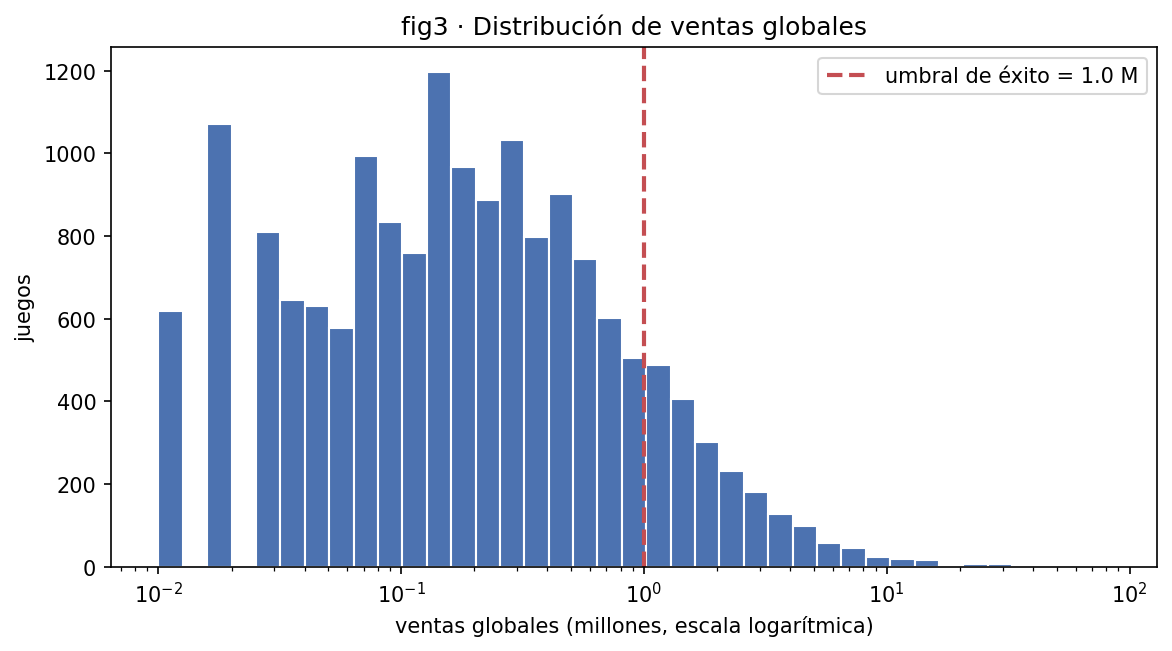 fig3 · Distribución de ventas globales
umbral de éxito = 1.0 M
juegos
1200
1000
800
600
400
200
0
10⁻² 10⁻¹ 10⁰ 10¹ 10²
ventas globales (millones, escala logarítmica)